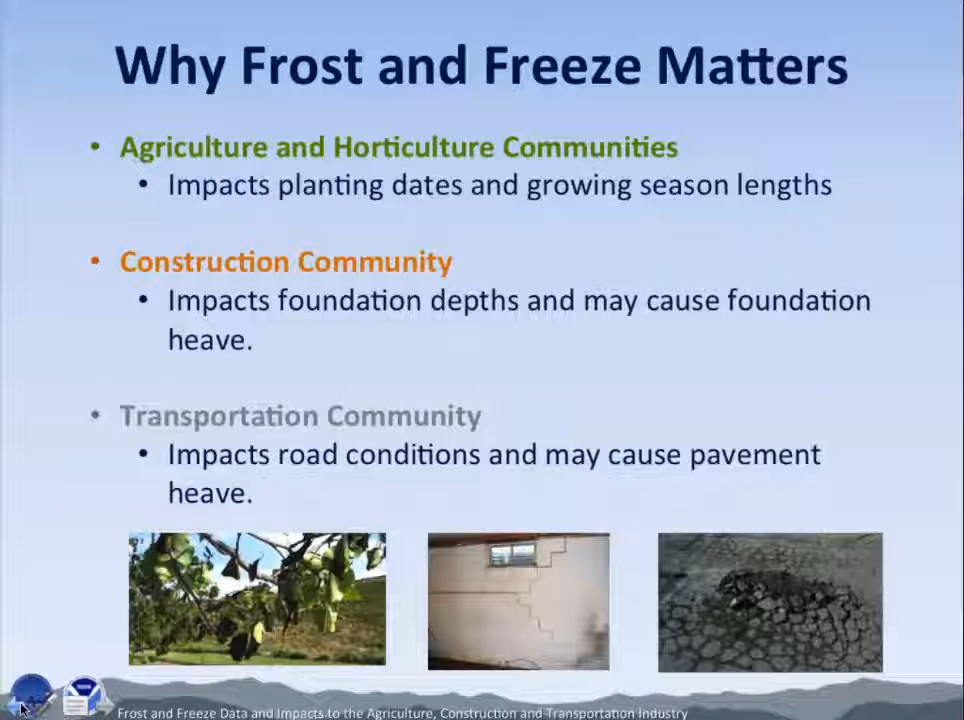 Why Frost and Freeze Matters
• Agriculture and Horticulture Communities
• Impacts planting dates and growing season lengths
• Construction Community
• Impacts foundation depths and may cause foundation
heave.
• Transportation Community
• Impacts road conditions and may cause pavement
heave.
Frost and Freeze Data and Impacts to the Agriculture, Construction and Transportation Industry